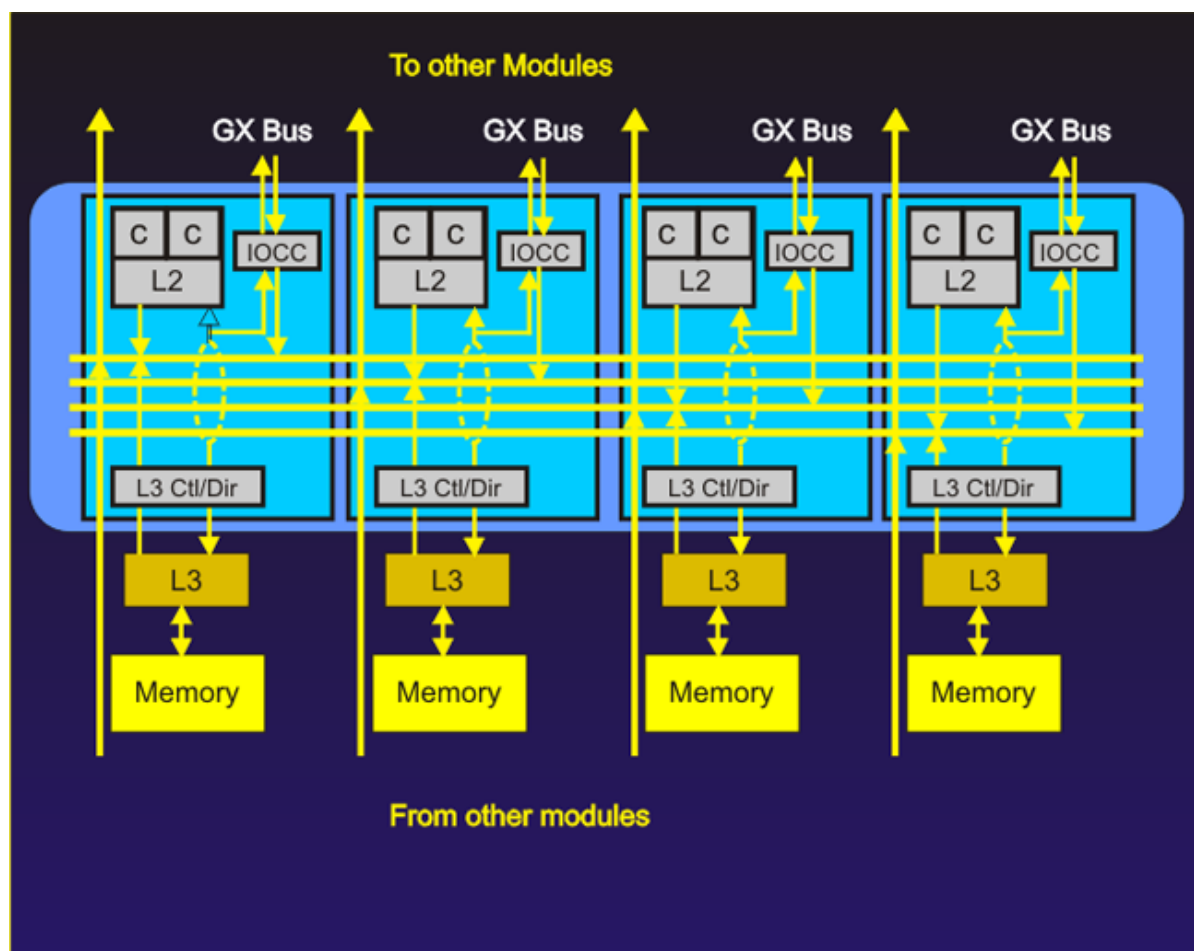 To other Modules
GX Bus GX Bus GX Bus GX Bus
C C C C C C C C
IOCC IOCC IOCC IOCC
L2 L2 L2 L2
L3 Ctl/Dir L3 Ctl/Dir L3 Ctl/Dir L3 Ctl/Dir
L3 L3 L3 L3
Memory Memory Memory Memory
From other modules